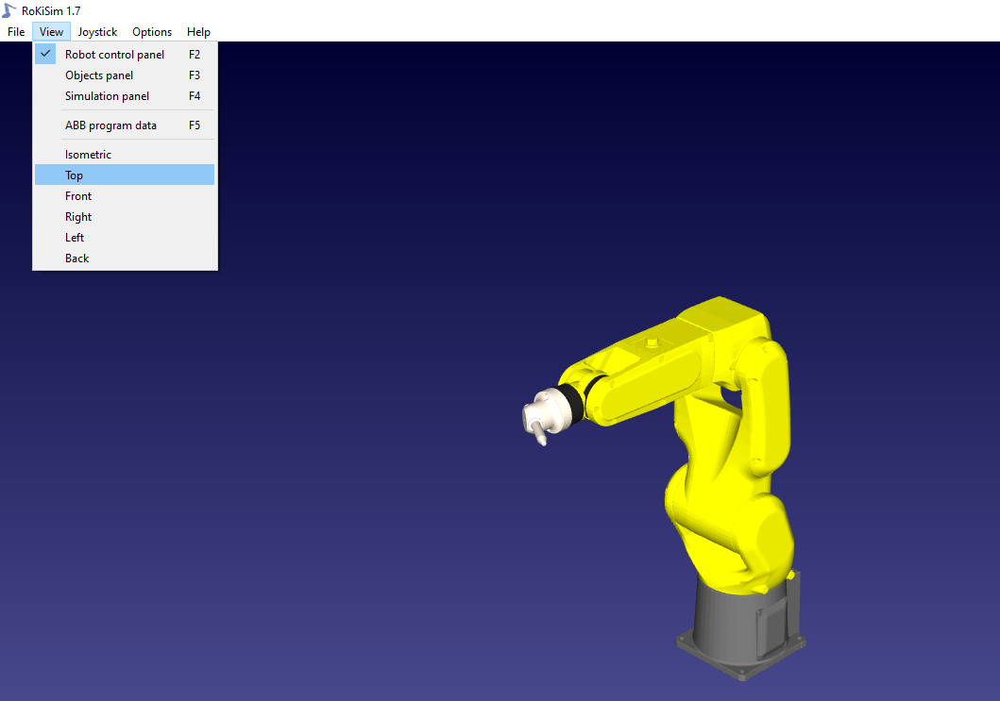 RoKiSim 1.7
File View Joystick Options Help
Robot control panel F2
Objects panel F3
Simulation panel F4
ABB program data F5
Isometric
Top
Front
Right
Left
Back